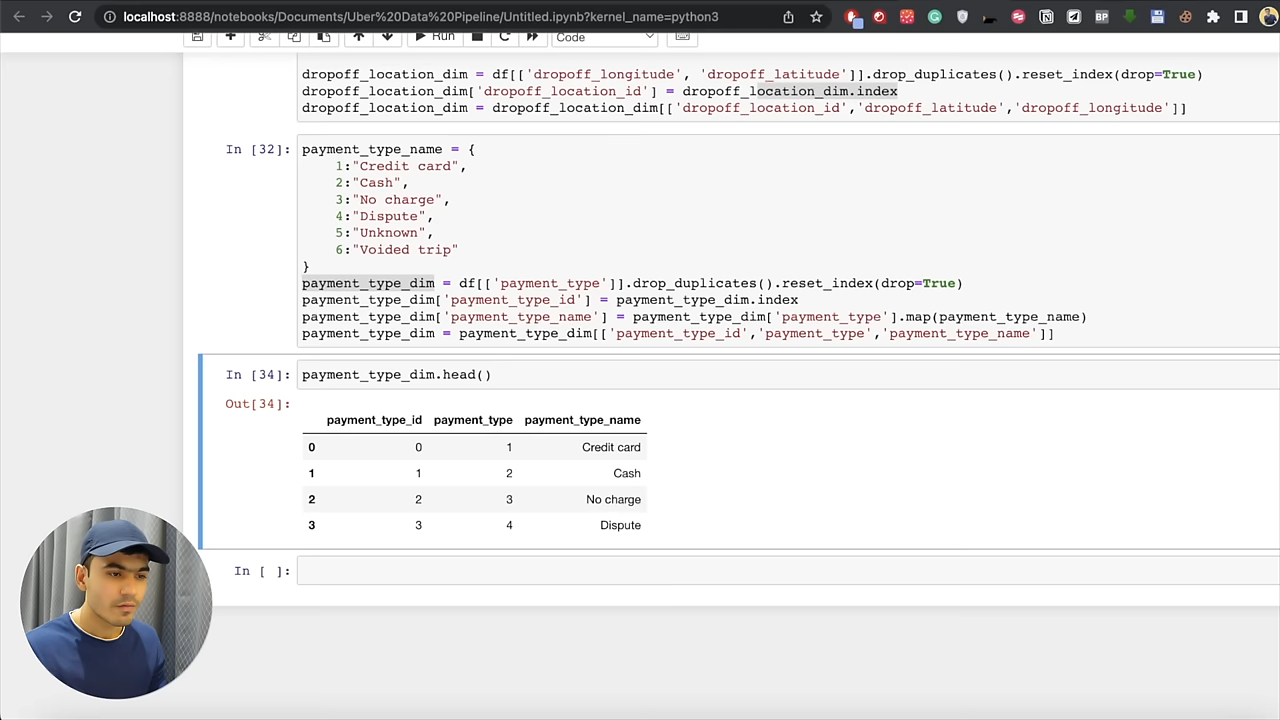 localhost:8888/notebooks/Documents/Uber%20Data%20Pipeline/Untitled.ipynb?kernel_name=python3
Run
Code
dropoff_location_dim = df[['dropoff_longitude', 'dropoff_latitude']].drop_duplicates().reset_index(drop=True)
dropoff_location_dim['dropoff_location_id'] = dropoff_location_dim.index
dropoff_location_dim = dropoff_location_dim[['dropoff_location_id','dropoff_latitude','dropoff_longitude']]
In [32]: payment_type_name = {
1:"Credit card",
2:"Cash",
3:"No charge",
4:"Dispute",
5:"Unknown",
6:"Voided trip"
}
payment_type_dim = df[['payment_type']].drop_duplicates().reset_index(drop=True)
payment_type_dim['payment_type_id'] = payment_type_dim.index
payment_type_dim['payment_type_name'] = payment_type_dim['payment_type'].map(payment_type_name)
payment_type_dim = payment_type_dim[['payment_type_id','payment_type','payment_type_name']]
In [34]: payment_type_dim.head()
Out[34]:
payment_type_id payment_type payment_type_name
0 0 1 Credit card
1 1 2 Cash
2 2 3 No charge
3 3 4 Dispute
In [ ]:
BP